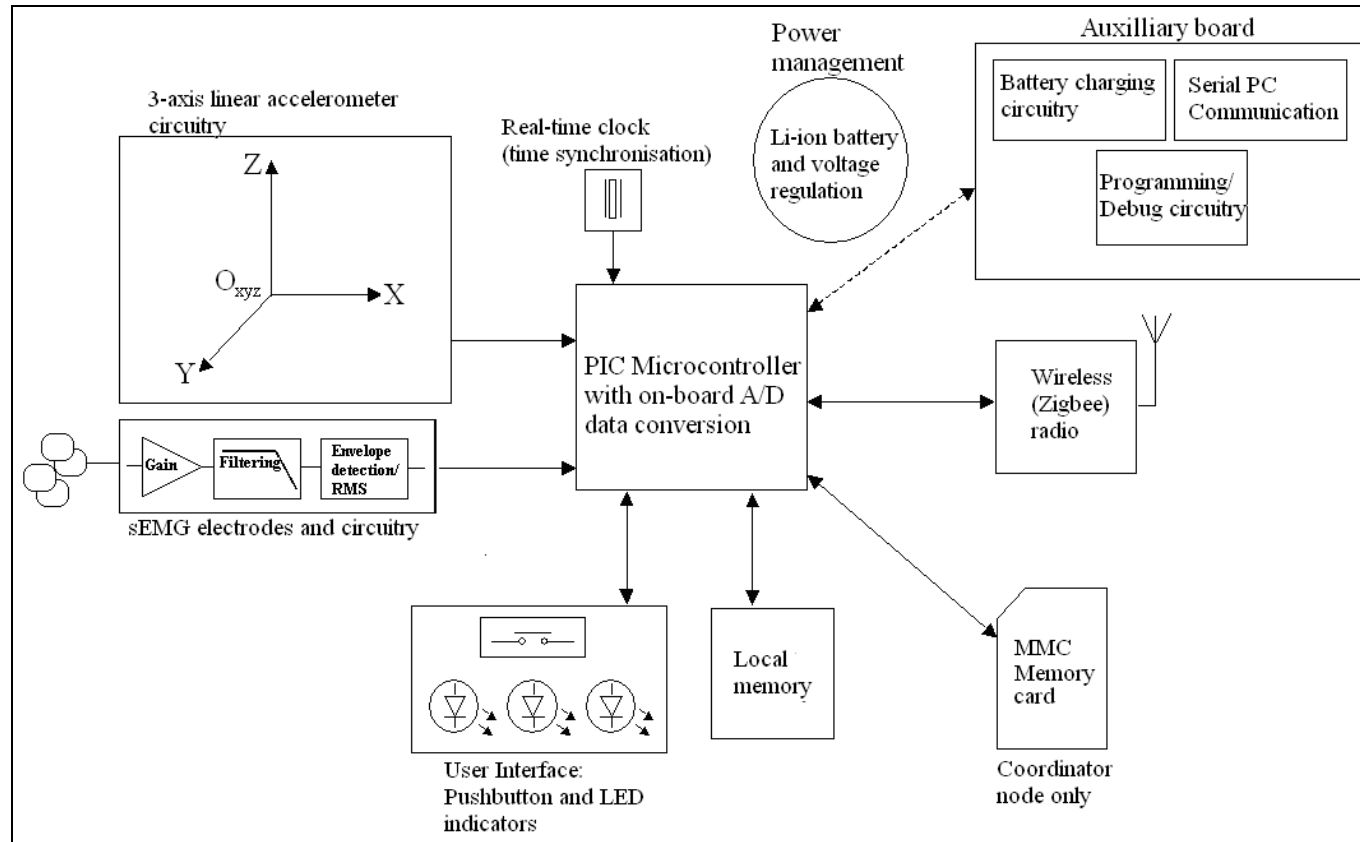 Power
management
Auxilliary board
Battery charging
circuitry
Serial PC
Communication
Programming/
Debug circuitry
3-axis linear accelerometer
circuitry
Z
O
xyz
X
Y
Real-time clock
(time synchronisation)
Li-ion battery
and voltage
regulation
PIC Microcontroller
with on-board A/D
data conversion
Wireless
(Zigbee)
radio
Gain
Filtering
Envelope
detection/
RMS
sEMG electrodes and circuitry
Local
memory
MMC
Memory
card
User Interface:
Pushbutton and LED
indicators
Coordinator
node only